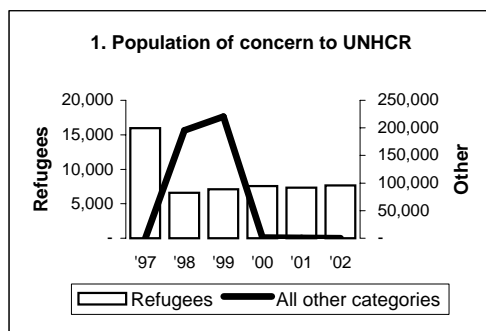 1. Population of concern to UNHCR
20,000
15,000
10,000
5,000
-
Refugees
250,000
200,000
150,000
100,000
50,000
-
Other
'97 '98 '99 '00 '01 '02
Refugees All other categories